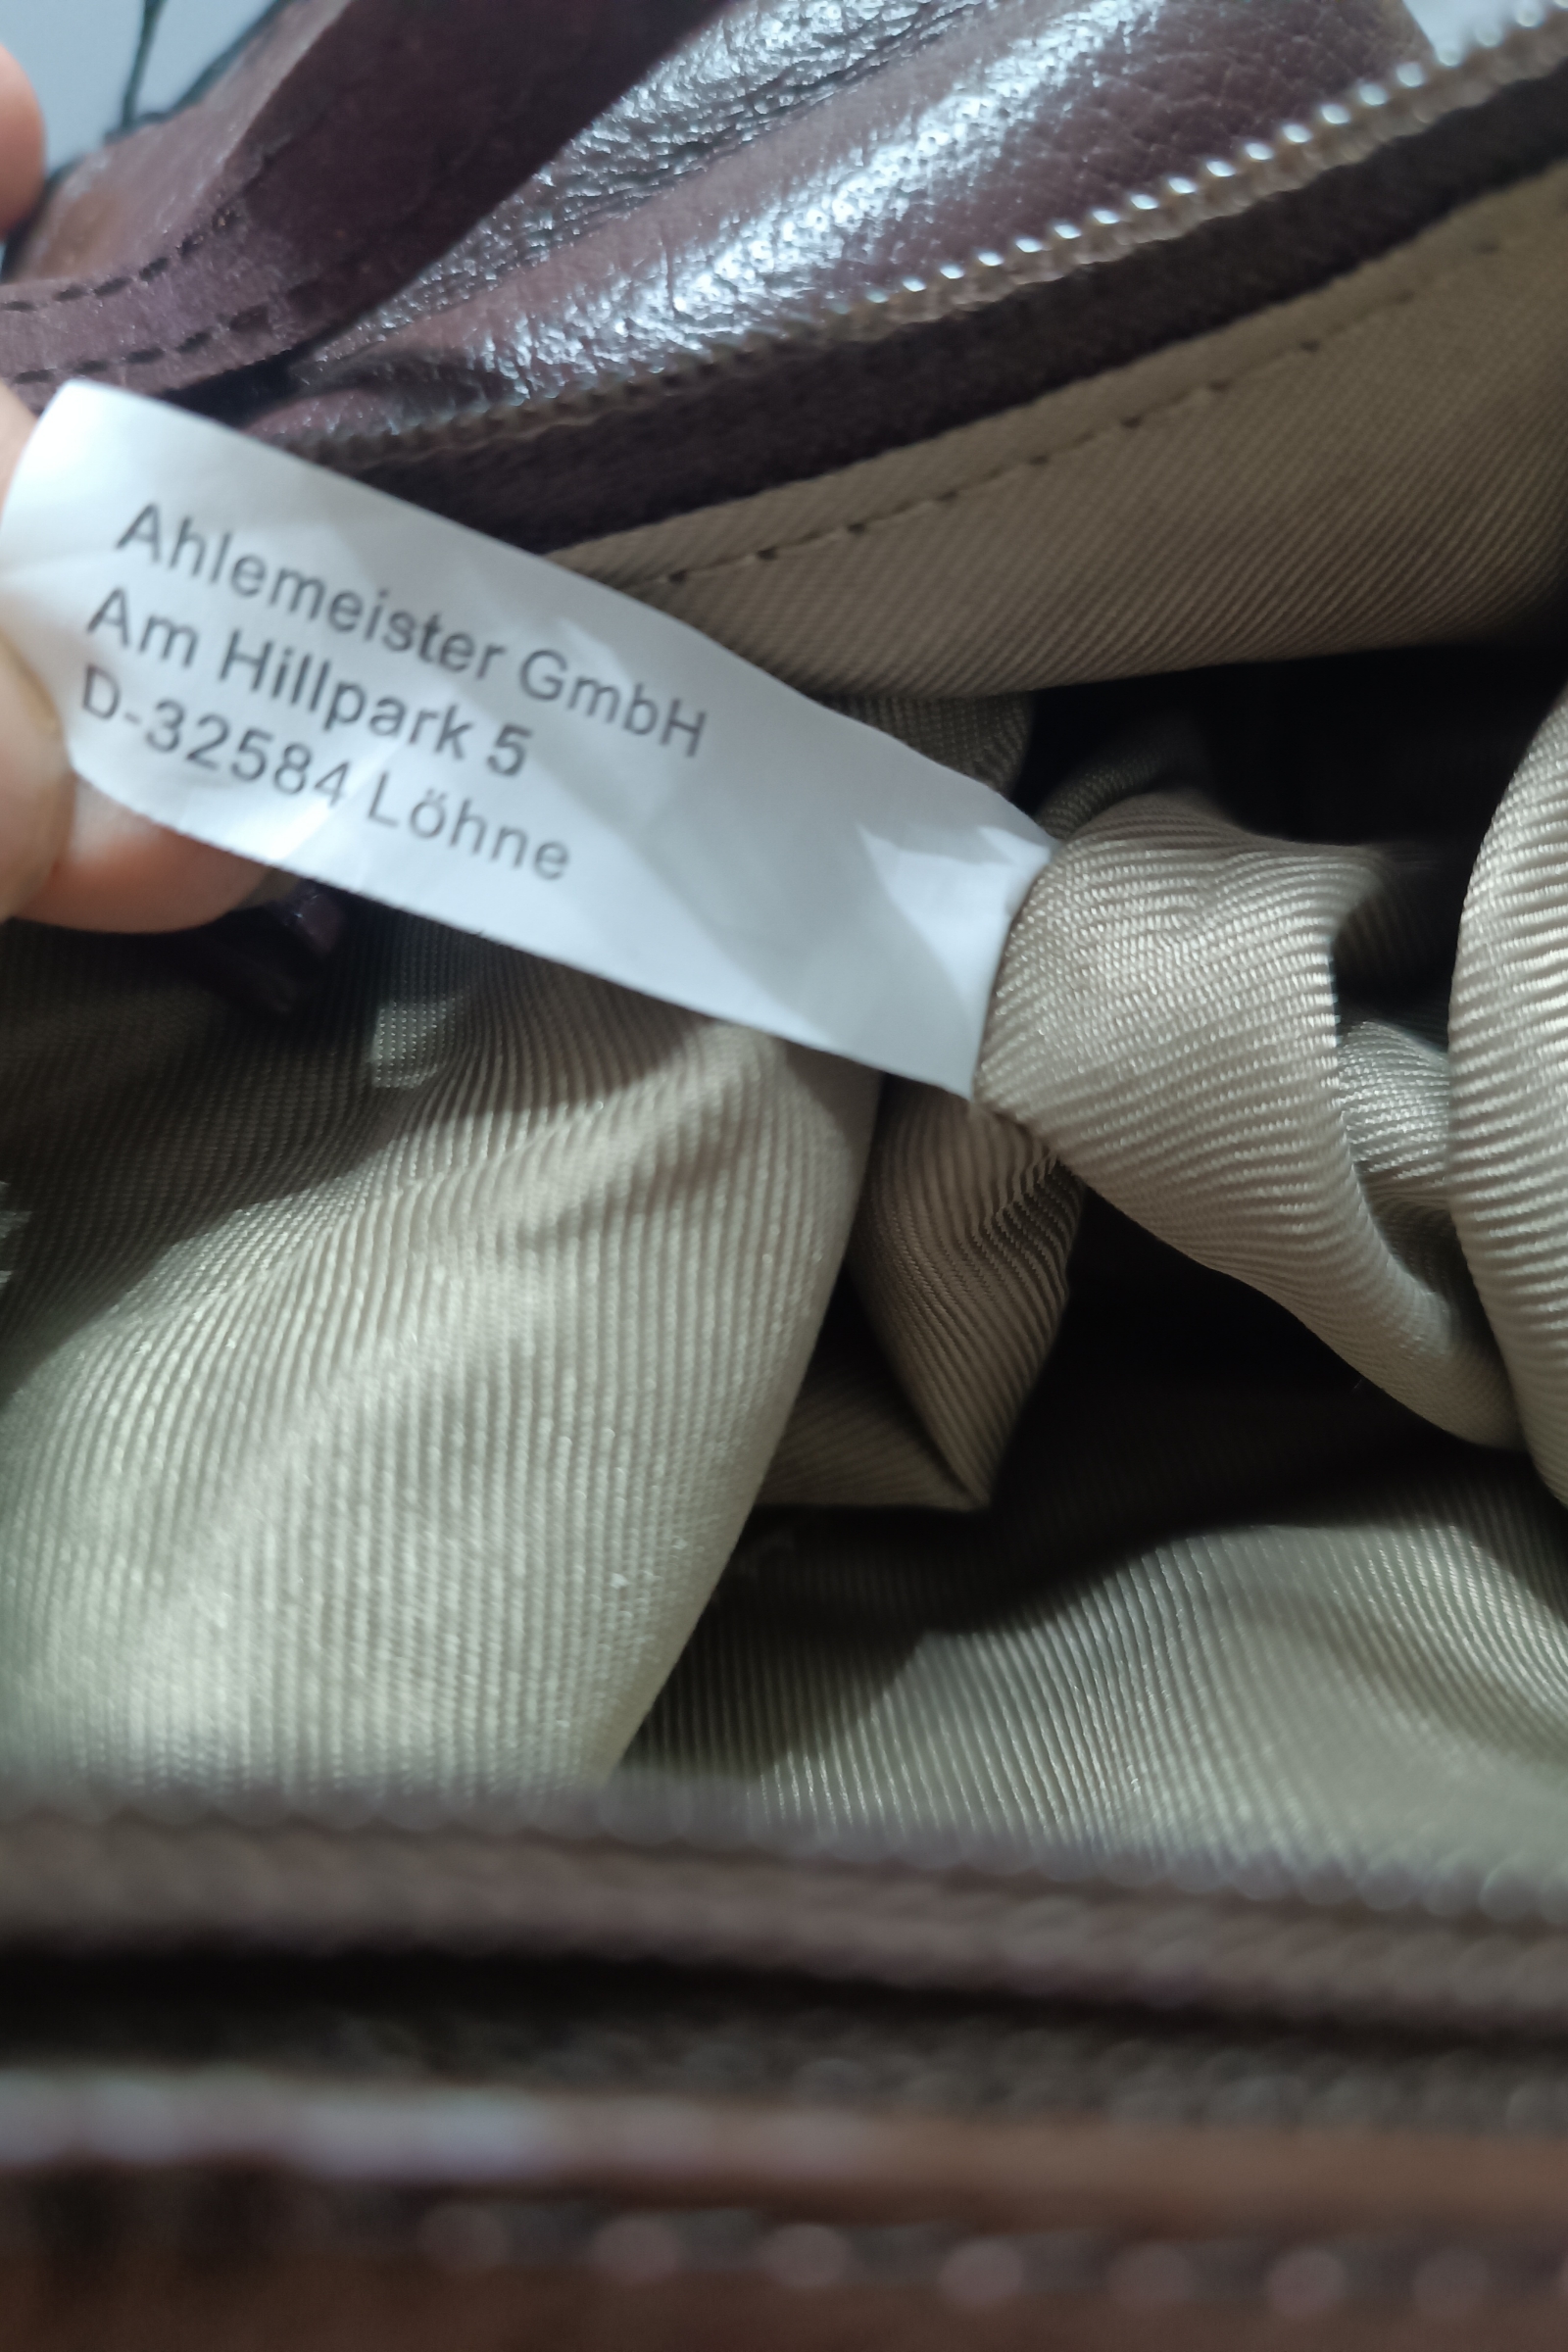 Ahlemeister GmbH
Am Hillpark 5
D-32584 Löhne